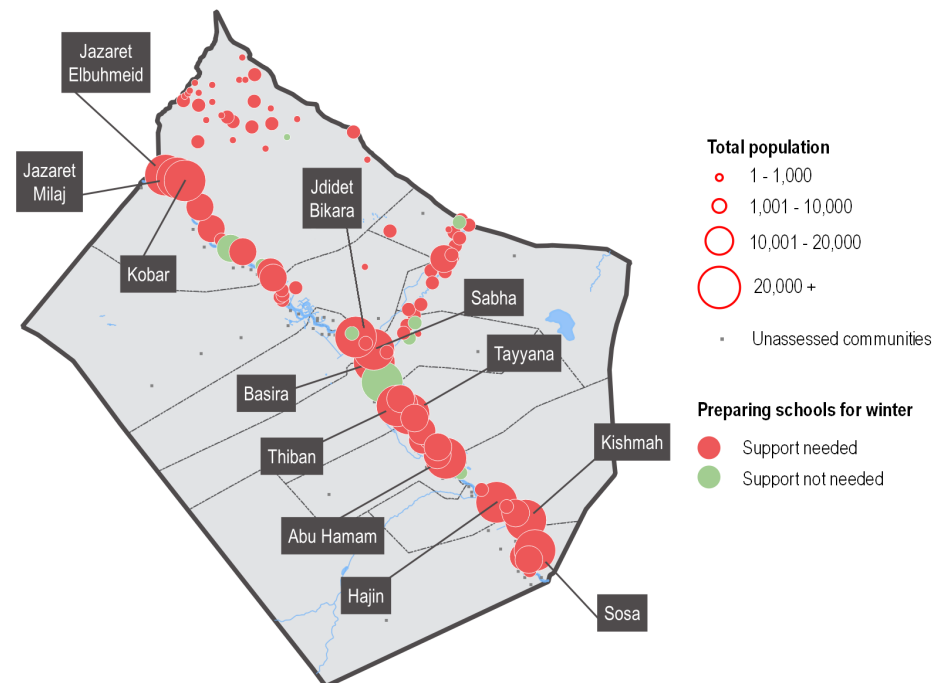 Jazaret
Elbuhmeid
Jazaret
Milaj
Kobar
Jdidet
Bikara
Sabha
Tayyana
Basira
Thiban
Kishmah
Abu Hamam
Hajin
Sosa
Total population
1 - 1,000
1,001 - 10,000
10,001 - 20,000
20,000 +
Unassessed communities
Preparing schools for winter
Support needed
Support not needed